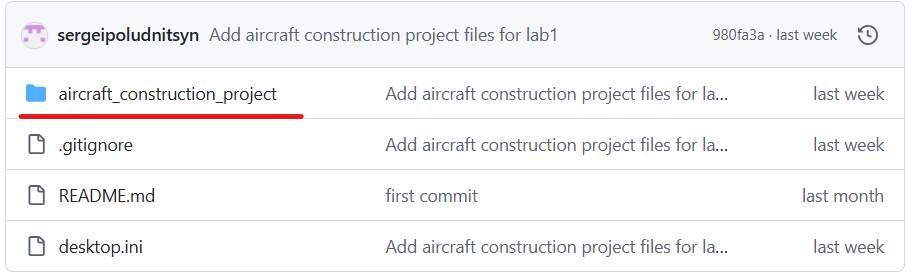 sergeipoludnitsyn Add aircraft construction project files for lab1 980fa3a · last week
aircraft_construction_project Add aircraft construction project files for la... last week
.gitignore Add aircraft construction project files for la... last week
README.md first commit last month
desktop.ini Add aircraft construction project files for la... last week